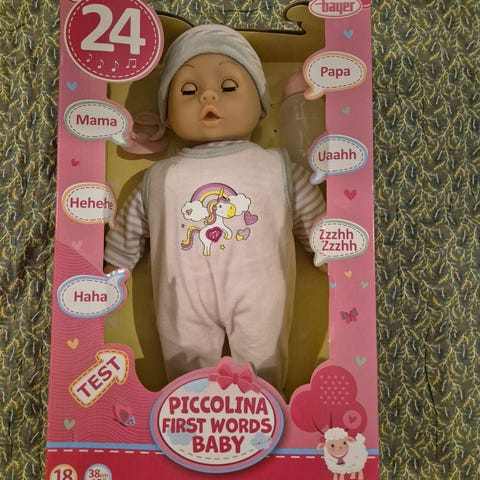 24
bayer
Papa
Mama
Uaahh
Hehehe
Zzzhh
Zzzhh
Haha
TEST
PICCOLINA
FIRST WORDS
BABY
18
38cm